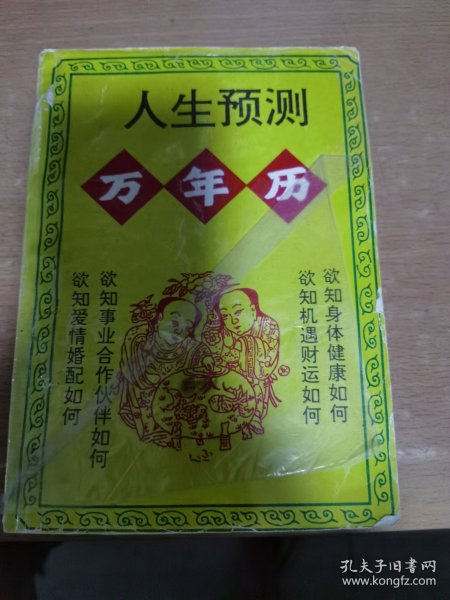 人生预测
万年历
欲知身体健康如何
欲知机遇财运如何
欲知事业合作伙伴如何
欲知爱情婚配如何
孔夫子旧书网
www.kongfz.com